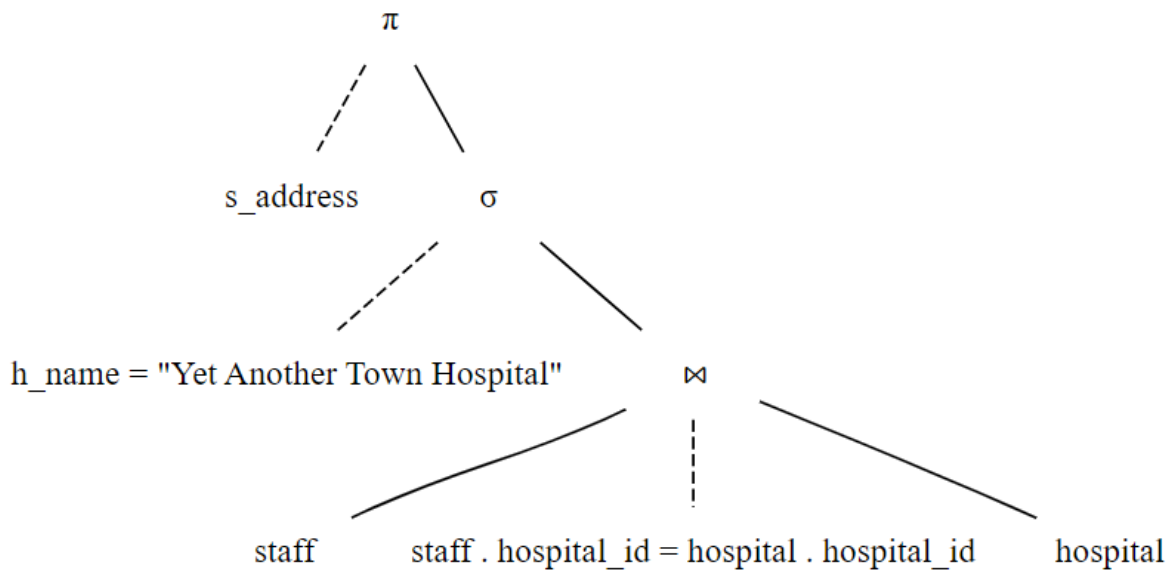 π
s_address σ
h_name = "Yet Another Town Hospital" ⋈
staff staff . hospital_id = hospital . hospital_id hospital